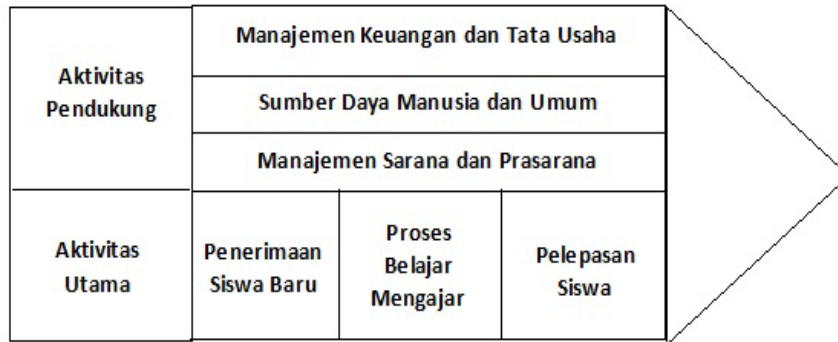 Aktivitas
Pendukung
Manajemen Keuangan dan Tata Usaha
Sumber Daya Manusia dan Umum
Manajemen Sarana dan Prasarana
Aktivitas
Utama
Penerimaan
Siswa Baru
Proses
Belajar
Mengajar
Pelepasan
Siswa